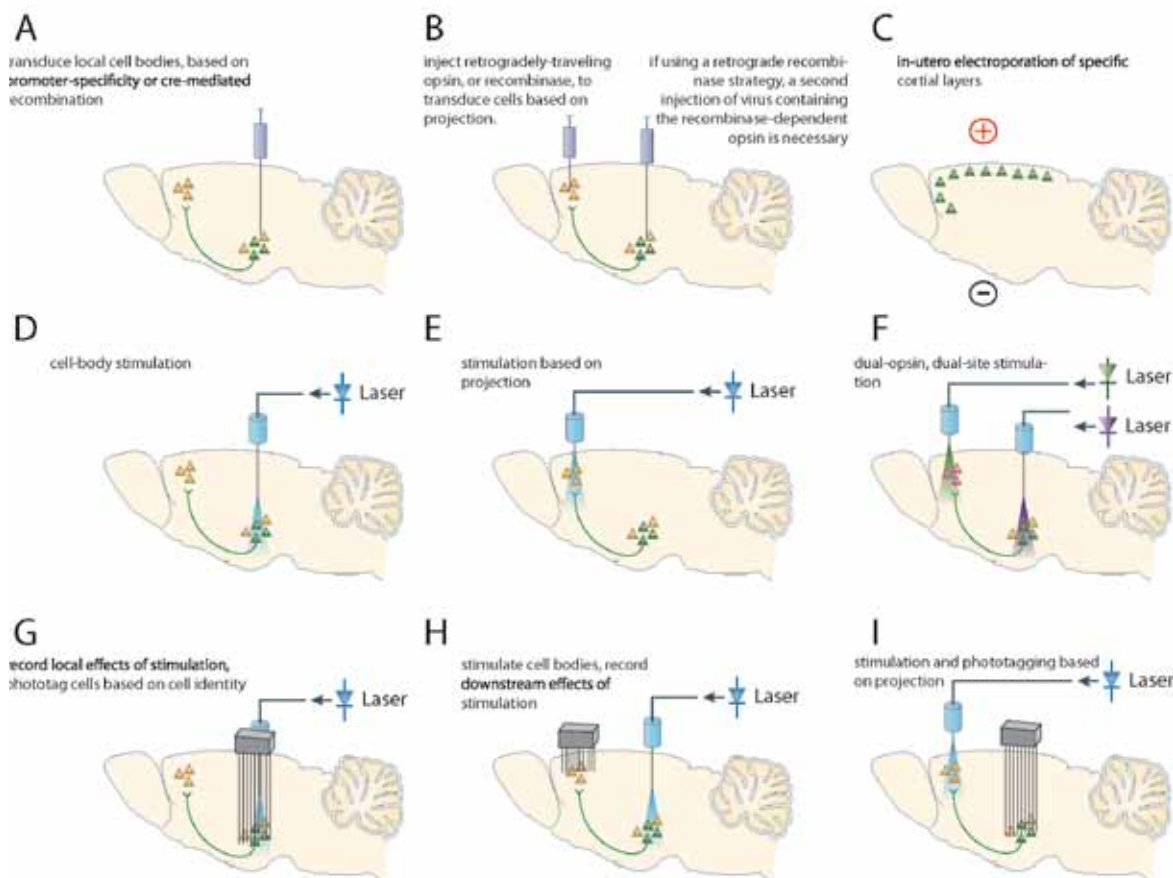 A
transduce local cell bodies, based on
promoter-specificity or cre-mediated
recombination
B
inject retrogradely-traveling
opsin, or recombinase, to
transduce cells based on
projection.
if using a retrograde recombi-
nase strategy, a second
injection of virus containing
the recombinase-dependent
opsin is necessary
C
in-utero electroporation of specific
cortial layers
+
−
D
cell-body stimulation
Laser
E
stimulation based on
projection
Laser
F
dual-opsin, dual-site stimula-
tion
Laser
Laser
G
record local effects of stimulation,
phototag cells based on cell identity
Laser
H
stimulate cell bodies, record
downstream effects of
stimulation
Laser
I
stimulation and phototagging based
on projection
Laser